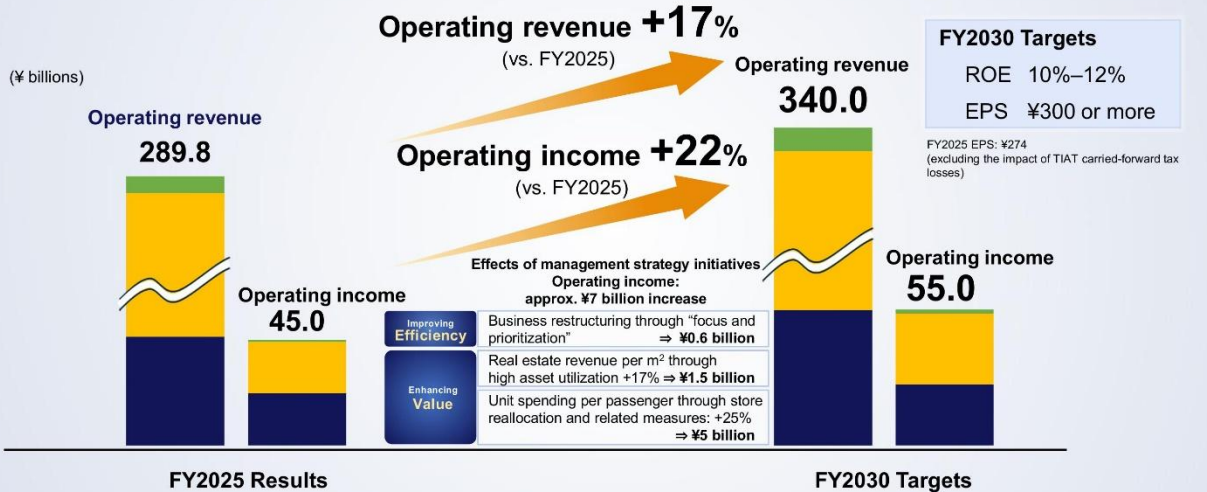 Operating revenue +17%
(vs. FY2025)
(¥ billions)
Operating revenue
289.8
Operating income +22%
(vs. FY2025)
Operating revenue
340.0
FY2030 Targets
ROE 10%–12%
EPS ¥300 or more
FY2025 EPS: ¥274
(excluding the impact of TIAT carried-forward tax
losses)
Operating income
45.0
Effects of management strategy initiatives
Operating income:
approx. ¥7 billion increase
Improving
Efficiency
Business restructuring through “focus and
prioritization” ⇒ ¥0.6 billion
Enhancing
Value
Real estate revenue per m² through
high asset utilization +17% ⇒ ¥1.5 billion
Unit spending per passenger through store
reallocation and related measures: +25%
⇒ ¥5 billion
Operating income
55.0
FY2025 Results
FY2030 Targets